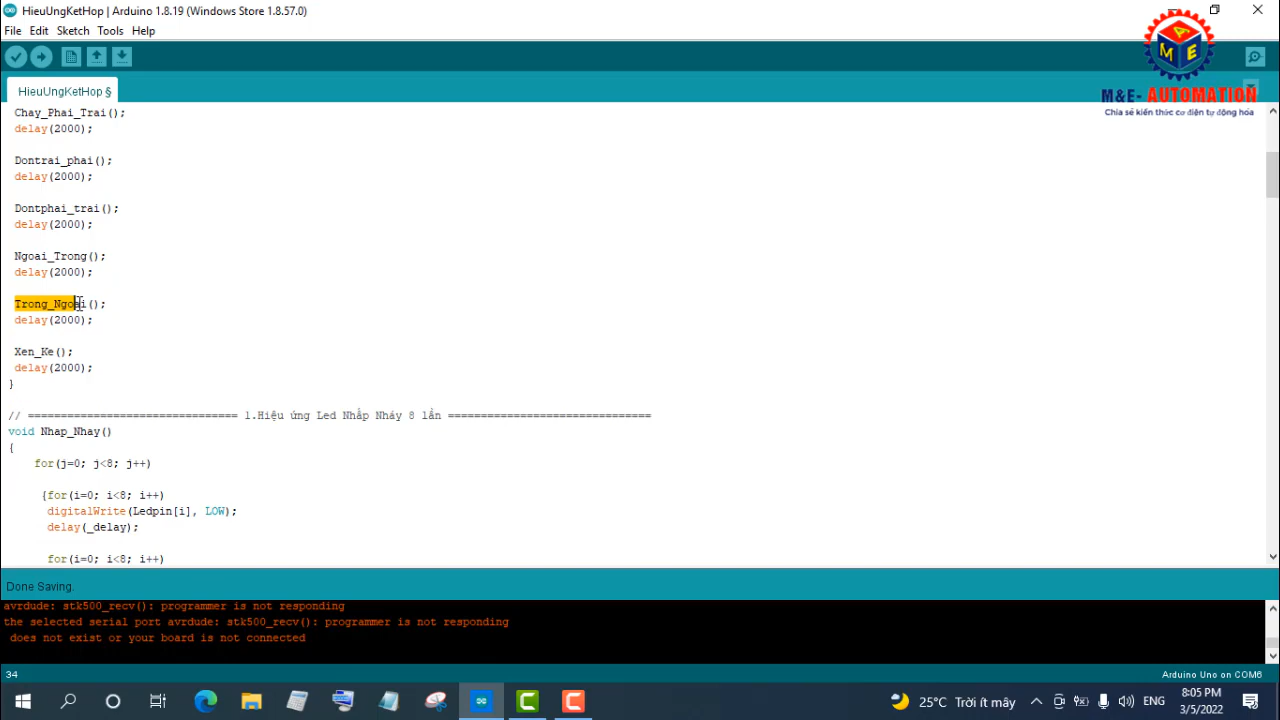 HieuUngKetHop | Arduino 1.8.19 (Windows Store 1.8.57.0)
File Edit Sketch Tools Help
HieuUngKetHop §
A
M E
M&E- AUTOMATION
Chia sẻ kiến thức cơ điện tự động hóa
Chay_Phai_Trai();
delay(2000);
Dontrai_phai();
delay(2000);
Dontphai_trai();
delay(2000);
Ngoai_Trong();
delay(2000);
Trong_Ngoai();
delay(2000);
Xen_Ke();
delay(2000);
}
// ================================ 1.Hiệu ứng Led Nhấp Nháy 8 lần ===============================
void Nhap_Nhay()
{
for(j=0; j<8; j++)
{for(i=0; i<8; i++)
digitalWrite(Ledpin[i], LOW);
delay(_delay);
for(i=0; i<8; i++)
Done Saving.
avrdude: stk500_recv(): programmer is not responding
the selected serial port avrdude: stk500_recv(): programmer is not responding
does not exist or your board is not connected
34
Arduino Uno on COM6
25°C Trời ít mây
ENG
8:05 PM
3/5/2022